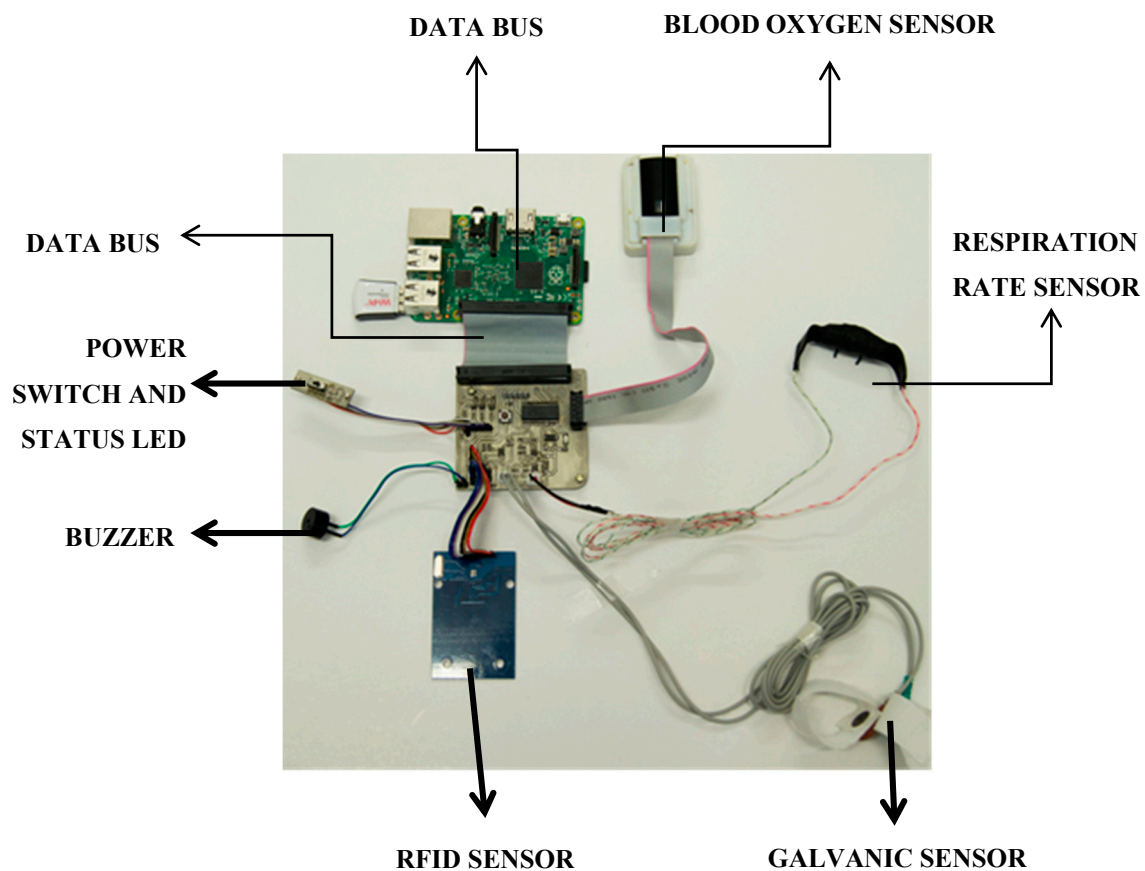 DATA BUS
BLOOD OXYGEN SENSOR
DATA BUS
RESPIRATION
RATE SENSOR
POWER
SWITCH AND
STATUS LED
BUZZER
RFID SENSOR
GALVANIC SENSOR